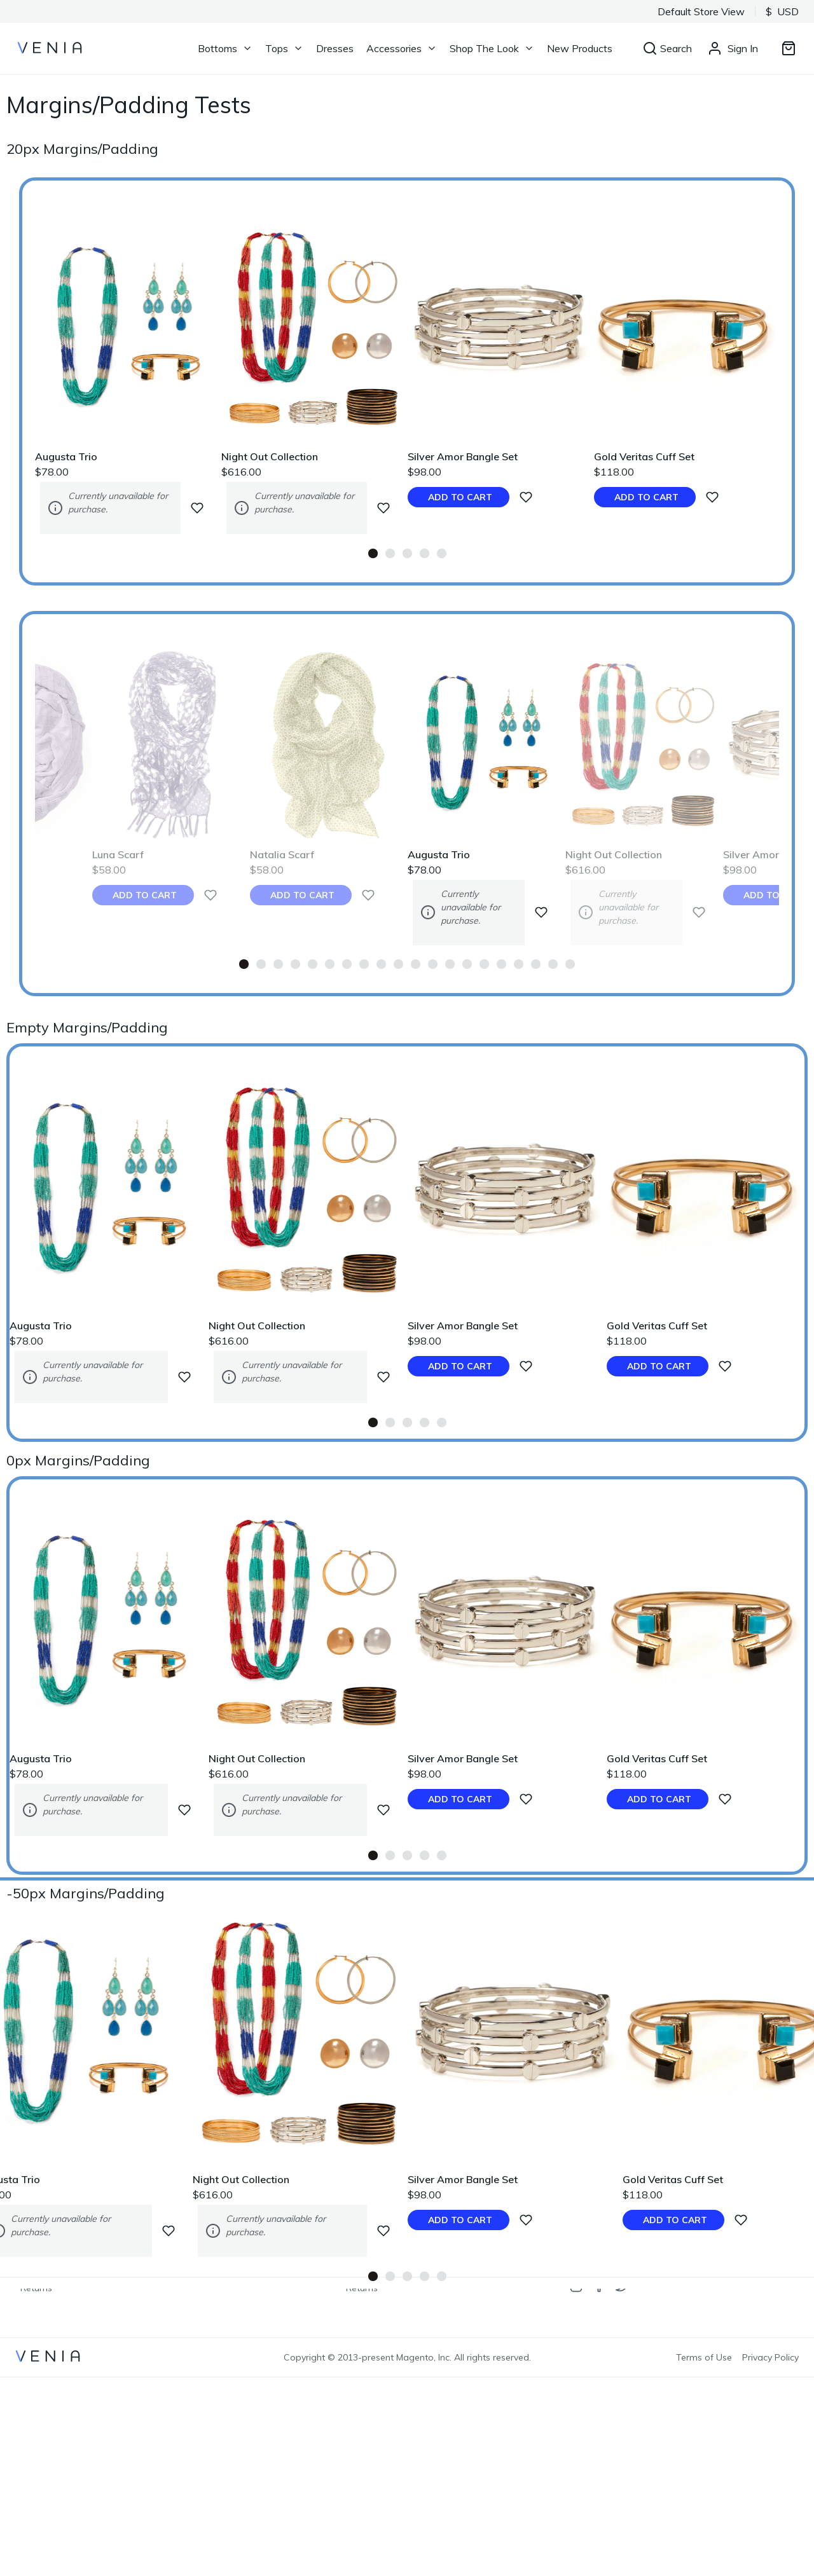 Default Store View
$ USD
VENIA
Bottoms
Tops
Dresses
Accessories
Shop The Look
New Products
Search
Sign In
Margins/Padding Tests
20px Margins/Padding
Augusta Trio
$78.00
Currently unavailable for
purchase.
Night Out Collection
$616.00
Currently unavailable for
purchase.
Silver Amor Bangle Set
$98.00
ADD TO CART
Gold Veritas Cuff Set
$118.00
ADD TO CART
Luna Scarf
$58.00
ADD TO CART
Natalia Scarf
$58.00
ADD TO CART
Augusta Trio
$78.00
Currently
unavailable for
purchase.
Night Out Collection
$616.00
Currently
unavailable for
purchase.
Silver Amor
$98.00
ADD TO
Empty Margins/Padding
Augusta Trio
$78.00
Currently unavailable for
purchase.
Night Out Collection
$616.00
Currently unavailable for
purchase.
Silver Amor Bangle Set
$98.00
ADD TO CART
Gold Veritas Cuff Set
$118.00
ADD TO CART
0px Margins/Padding
Augusta Trio
$78.00
Currently unavailable for
purchase.
Night Out Collection
$616.00
Currently unavailable for
purchase.
Silver Amor Bangle Set
$98.00
ADD TO CART
Gold Veritas Cuff Set
$118.00
ADD TO CART
-50px Margins/Padding
usta Trio
00
Currently unavailable for
purchase.
Night Out Collection
$616.00
Currently unavailable for
purchase.
Silver Amor Bangle Set
$98.00
ADD TO CART
Gold Veritas Cuff Set
$118.00
ADD TO CART
Returns
Returns
VENIA
Copyright © 2013-present Magento, Inc. All rights reserved.
Terms of Use
Privacy Policy